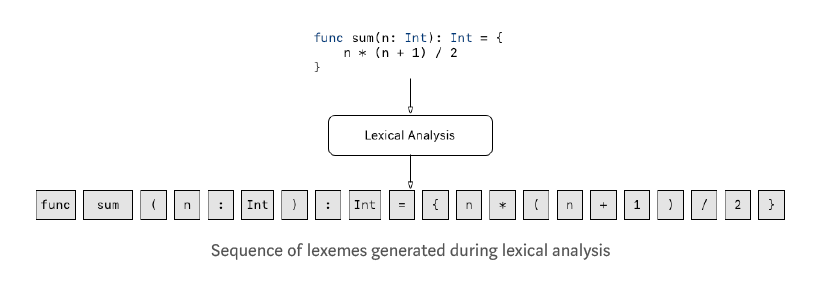 func sum(n: Int): Int = {
    n * (n + 1) / 2
}
Lexical Analysis
func sum ( n : Int ) : Int = { n * ( n + 1 ) / 2 }
Sequence of lexemes generated during lexical analysis